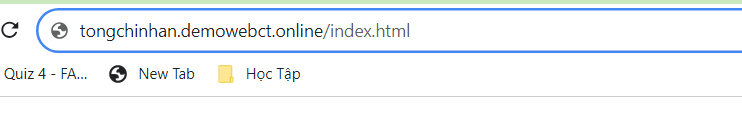 tongchinhan.demowebct.online/index.html
Quiz 4 - FA... New Tab Học Tập